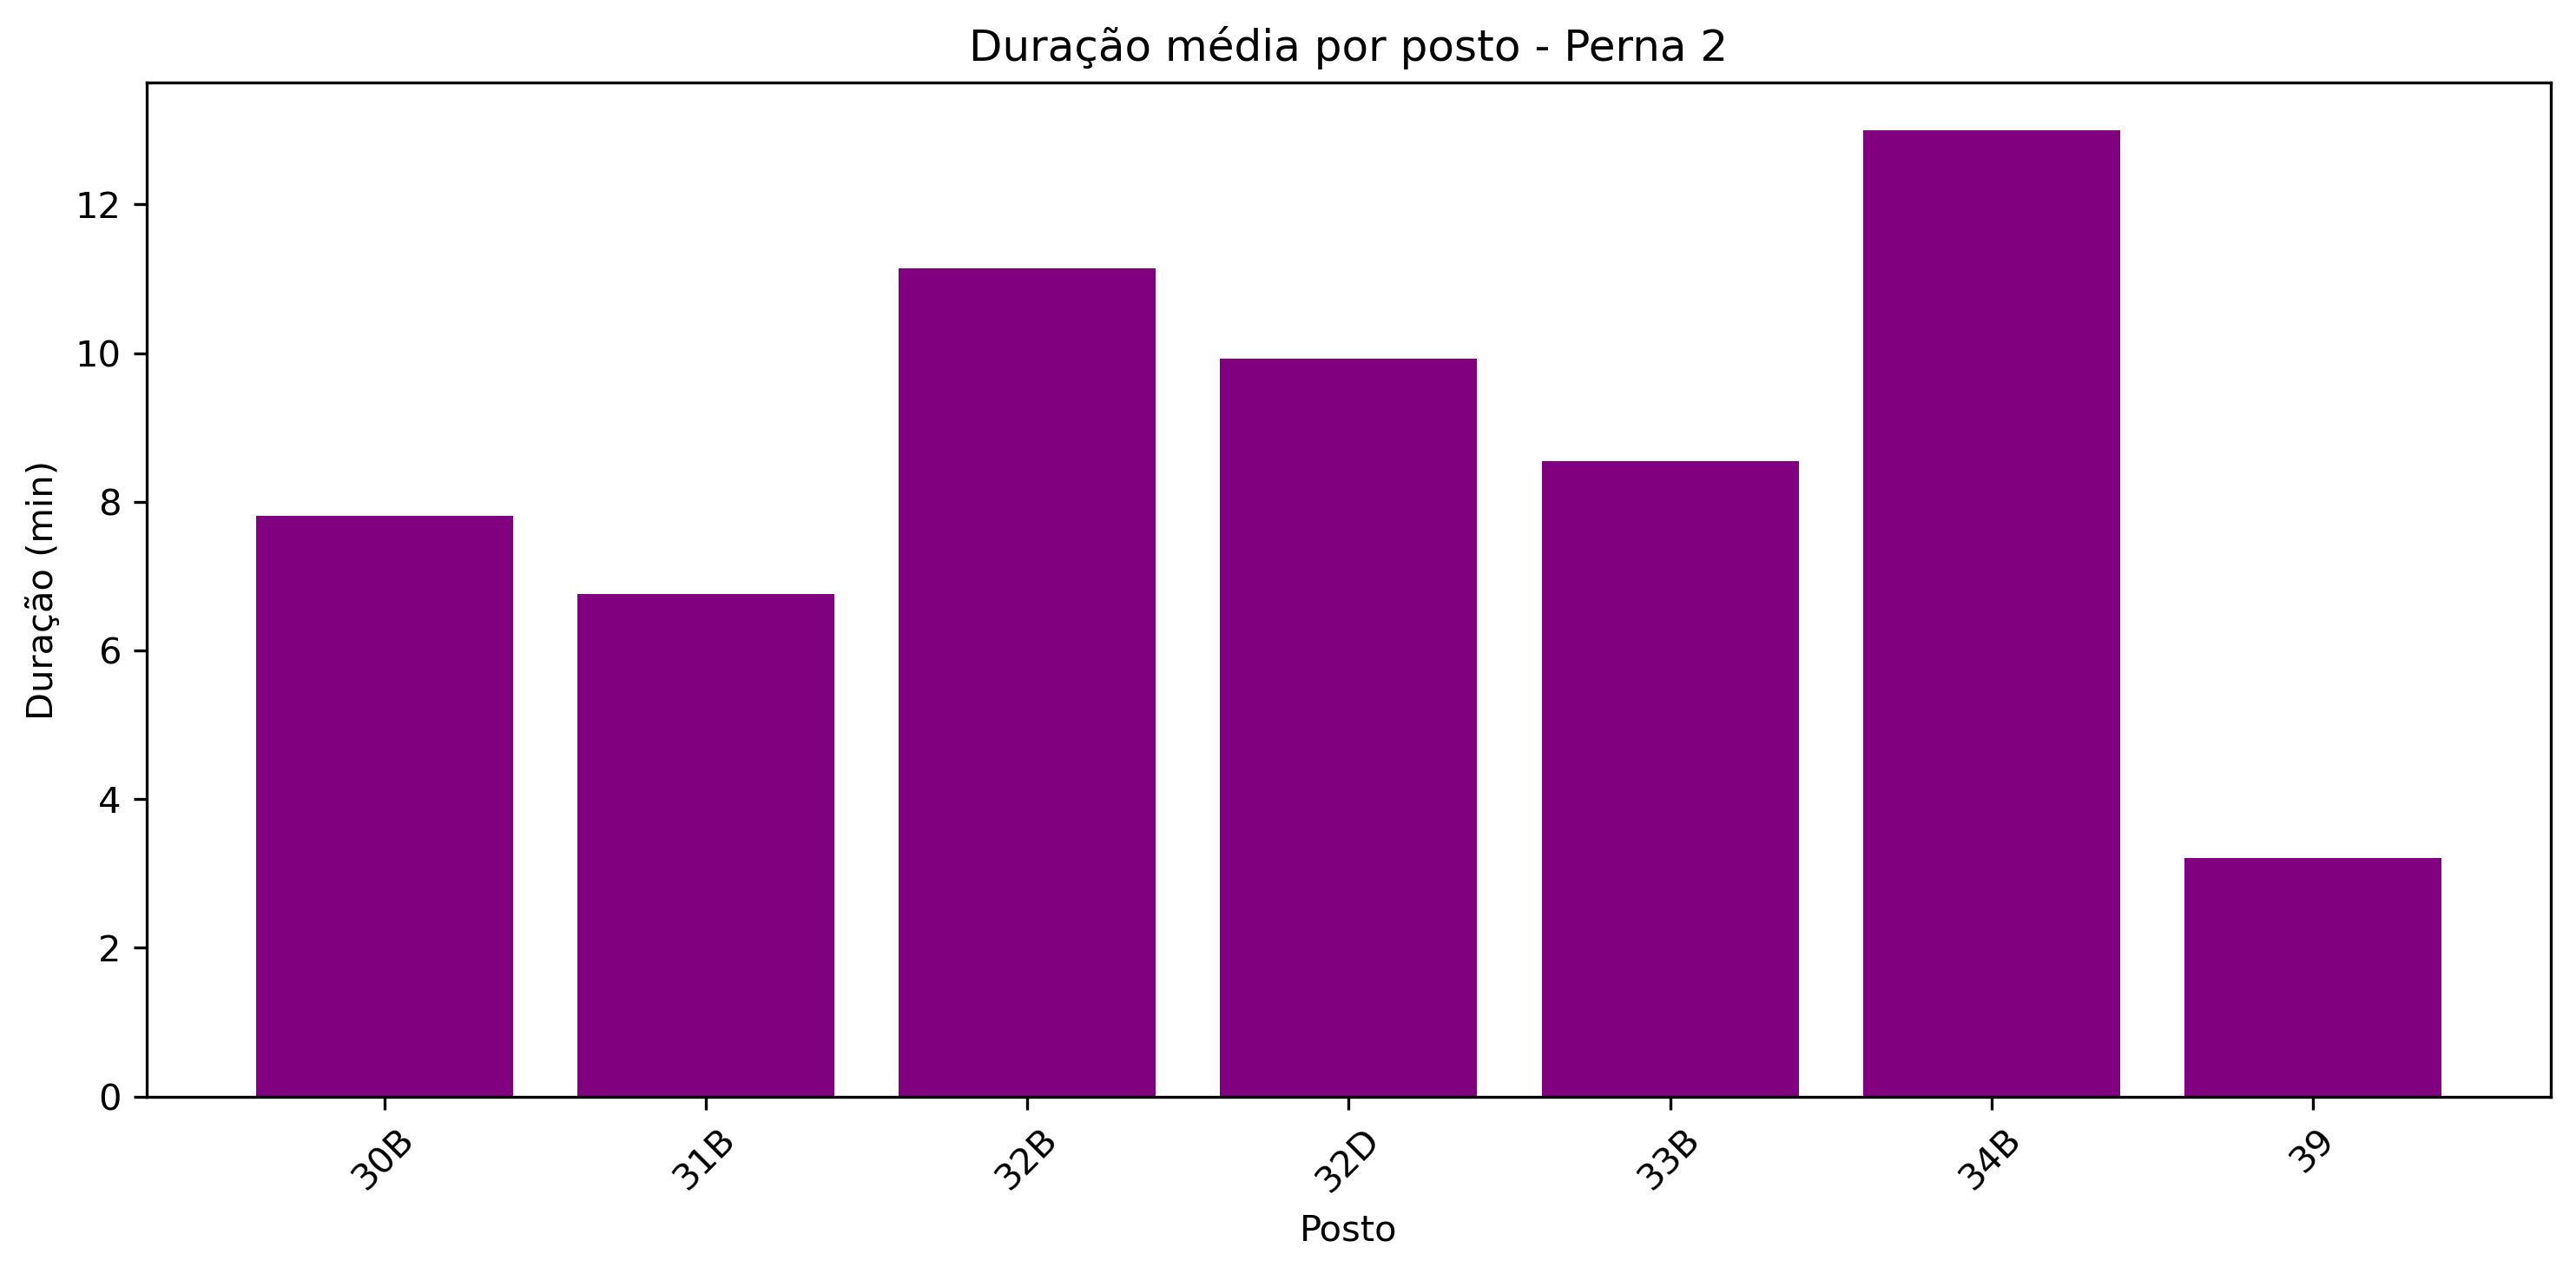 Duração média por posto - Perna 2
Duração (min)
12
10
8
6
4
2
0
30B
31B
32B
32D
33B
34B
39
Posto